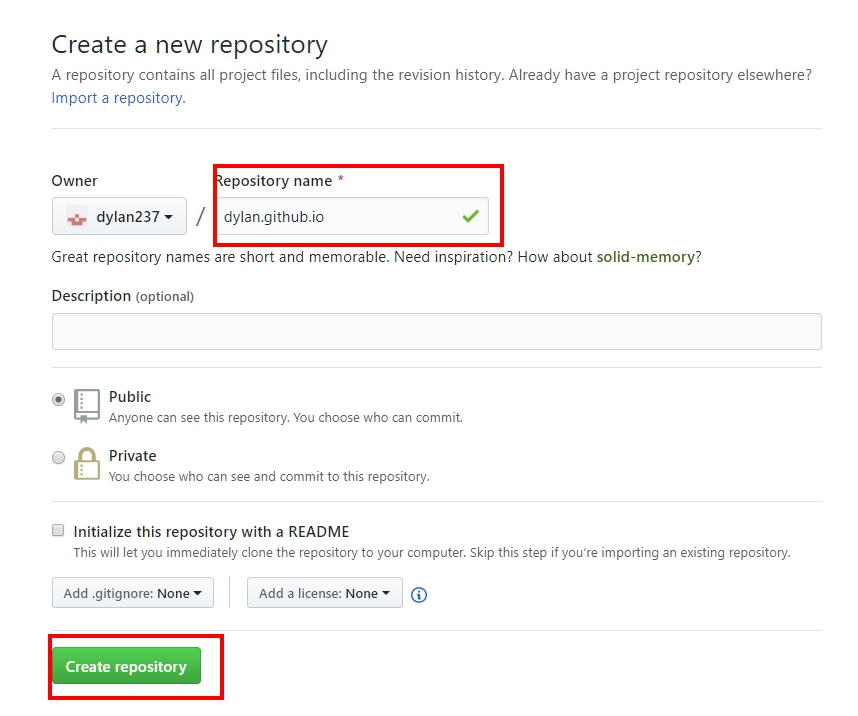 Create a new repository
A repository contains all project files, including the revision history. Already have a project repository elsewhere?
Import a repository.
Owner
Repository name *
dylan237 / dylan.github.io
Great repository names are short and memorable. Need inspiration? How about solid-memory?
Description (optional)
Public
Anyone can see this repository. You choose who can commit.
Private
You choose who can see and commit to this repository.
Initialize this repository with a README
This will let you immediately clone the repository to your computer. Skip this step if you’re importing an existing repository.
Add .gitignore: None
Add a license: None
Create repository